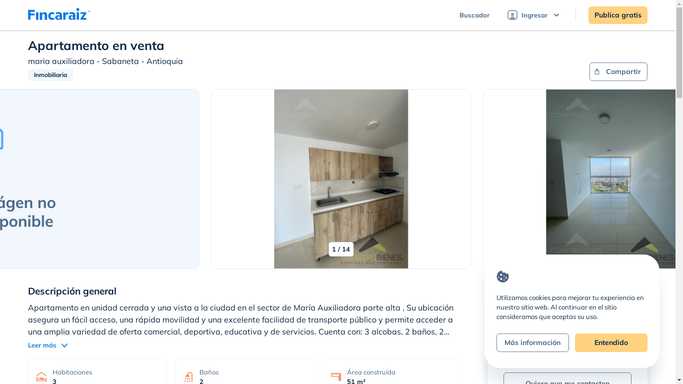 Fincaraiz
Buscador
Ingresar
Publica gratis
Apartamento en venta
maria auxiliadora - Sabaneta - Antioquia
Inmobiliaria
Compartir
ágen no
ponible
1 / 14
BIENES
Descripción general
Apartamento en unidad cerrada y una vista a la ciudad en el sector de María Auxiliadora parte alta , Su ubicación
asegura un fácil acceso, una rápida movilidad y una excelente facilidad de transporte público y permite acceder a
una amplia variedad de oferta comercial, deportiva, educativa y de servicios. Cuenta con: 3 alcobas, 2 baños, 2...
Leer más
Habitaciones
3
Baños
2
Área construida
51 m²
Utilizamos cookies para mejorar tu experiencia en
nuestro sitio web. Al continuar en el sitio
consideramos que aceptas su uso.
Más información
Entendido
Quiero que me contacten